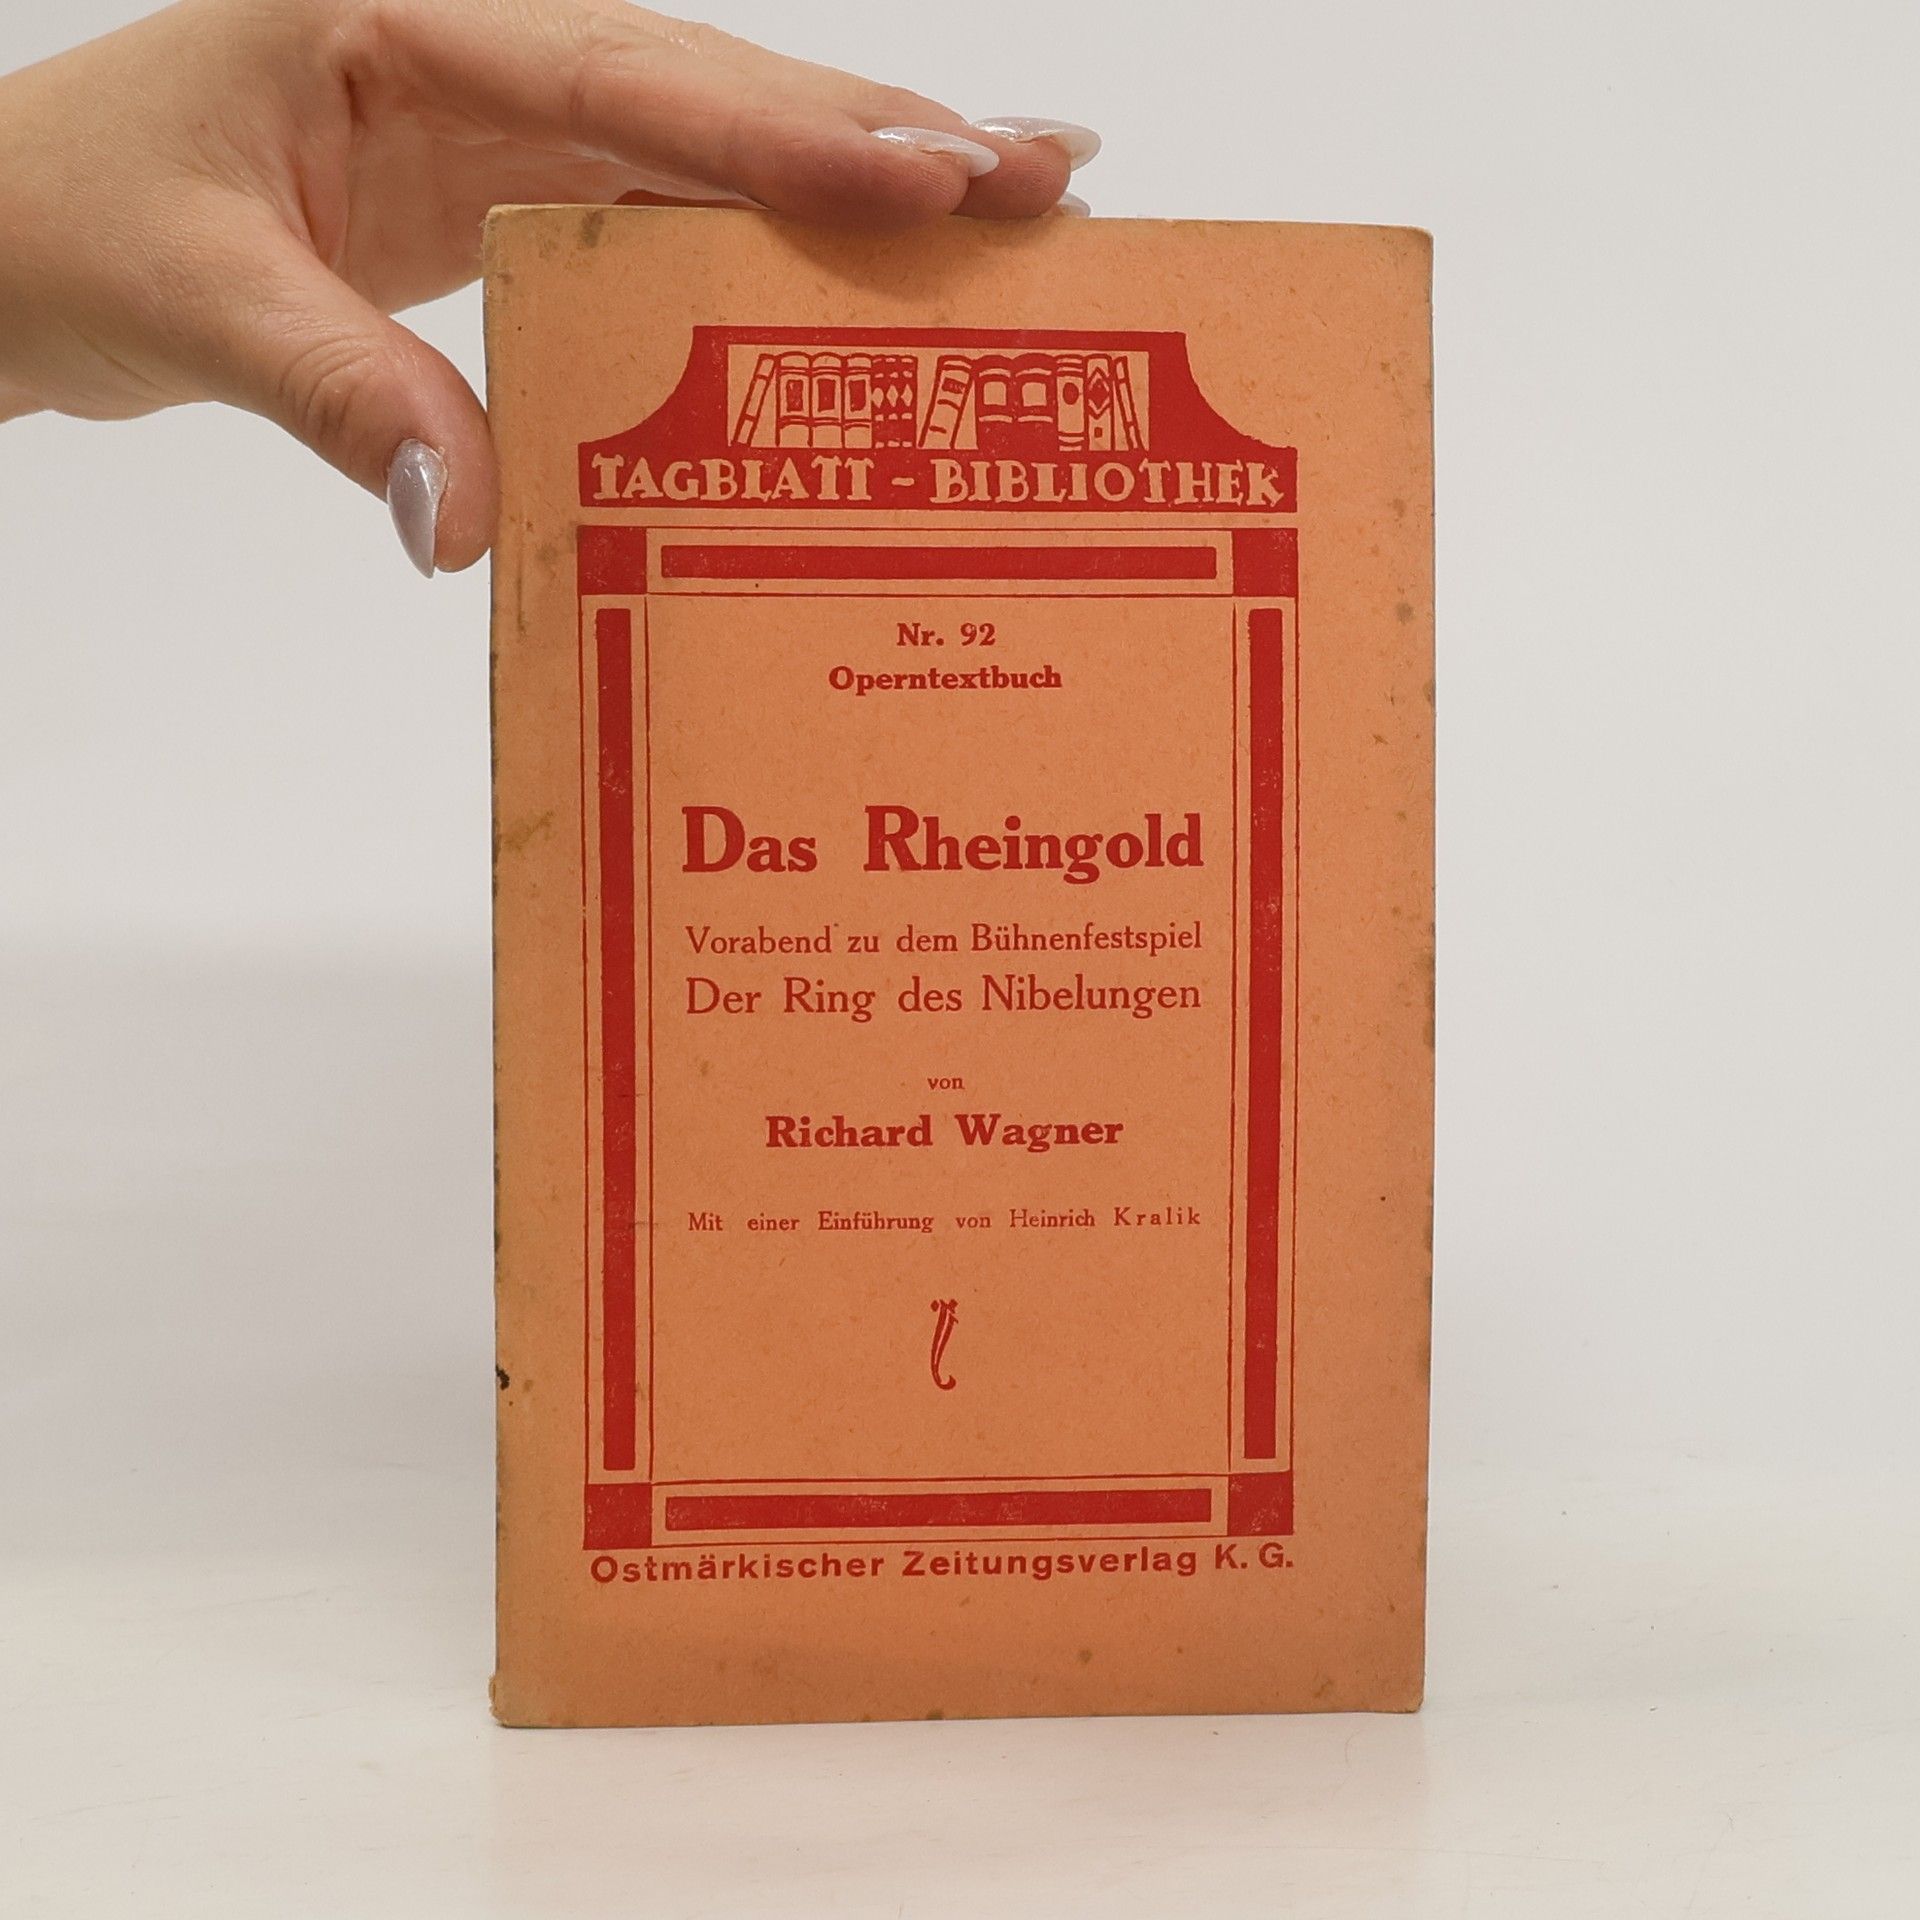 TAGBLATT - BIBLIOTHEK
Nr. 92
Operntextbuch
Das Rheingold
Vorabend zu dem Bühnenfestspiel
Der Ring des Nibelungen
von
Richard Wagner
Mit einer Einführung von Heinrich Kralik
Ostmärkischer Zeitungsverlag K. G.